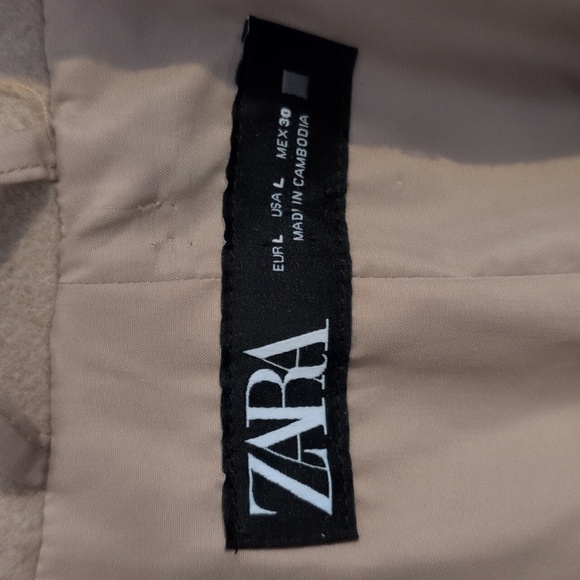 ZARA
EUR L USA L MEX 30
MADE IN CAMBODIA